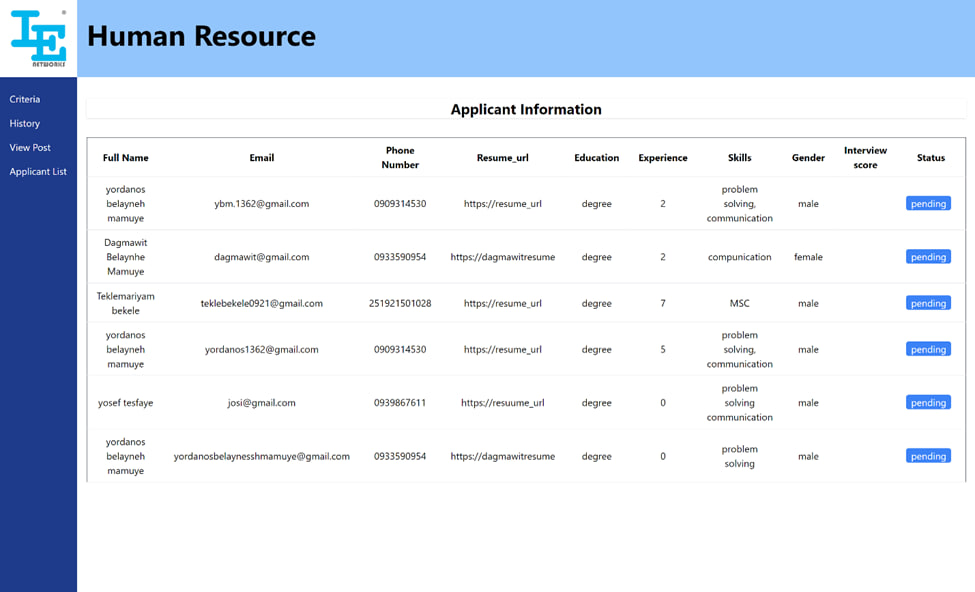 IE
NETWORKS
Human Resource
Criteria
History
View Post
Applicant List
Applicant Information
Full Name Email Phone Number Resume_url Education Experience Skills Gender Interview score Status
yordanos belayneh mamuye ybm.1362@gmail.com 0909314530 https://resume_url degree 2 problem solving, communication male pending
Dagmawit Belaynhe Mamuye dagmawit@gmail.com 0933590954 https://dagmawitresume degree 2 compunication female pending
Teklemariyam bekele teklebekele0921@gmail.com 251921501028 https://resume_url degree 7 MSC male pending
yordanos belayneh mamuye yordanos1362@gmail.com 0909314530 https://resume_url degree 5 problem solving, communication male pending
yosef tesfaye josi@gmail.com 0939867611 https://resuume_url degree 0 problem solving communication male pending
yordanos belayneh mamuye yordanosbelaynesshmamuye@gmail.com 0933590954 https://dagmawitresume degree 0 problem solving male pending